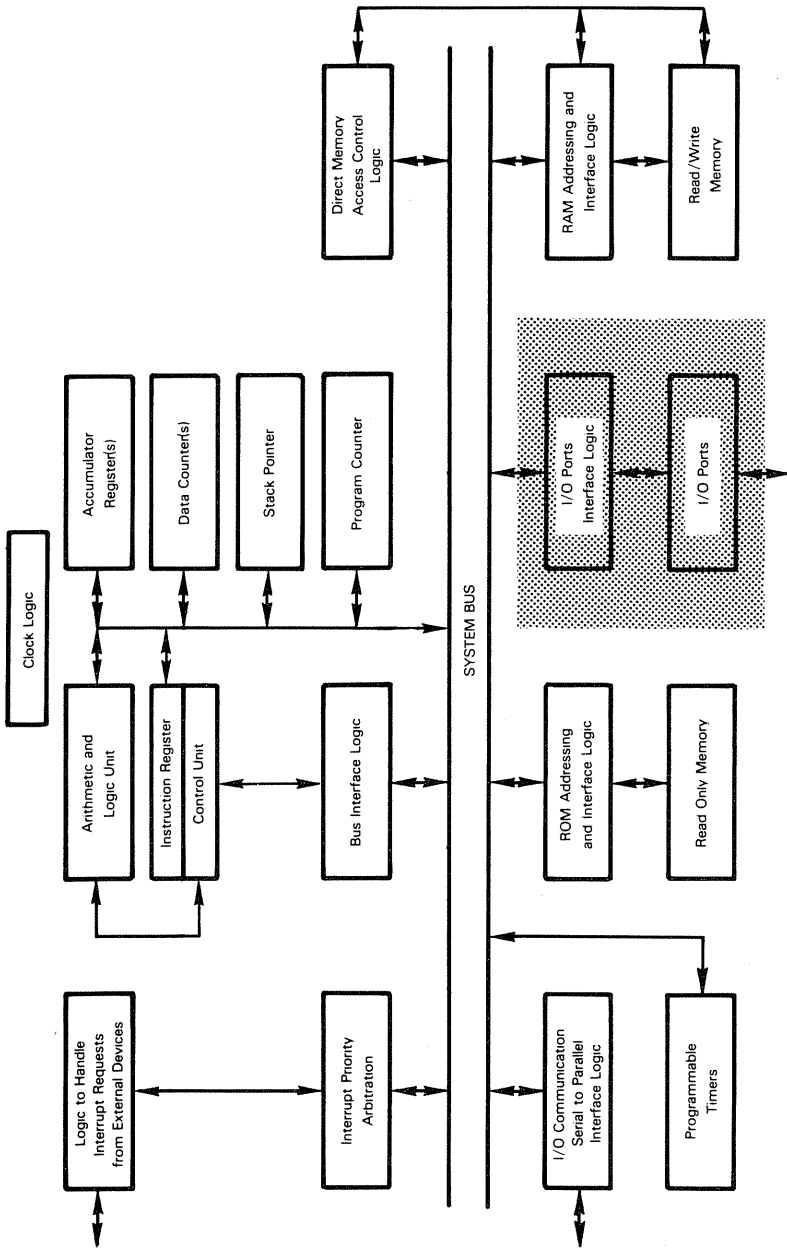 Clock Logic
Logic to Handle
Interrupt Requests
from External Devices
Arithmetic and
Logic Unit
Accumulator
Register(s)
Instruction Register
Control Unit
Data Counter(s)
Stack Pointer
Interrupt Priority
Arbitration
Bus Interface Logic
Program Counter
Direct Memory
Access Control
Logic
SYSTEM BUS
I/O Communication
Serial to Parallel
Interface Logic
ROM Addressing
and Interface Logic
I/O Ports
Interface Logic
RAM Addressing and
Interface Logic
Programmable
Timers
Read Only Memory
I/O Ports
Read/Write
Memory